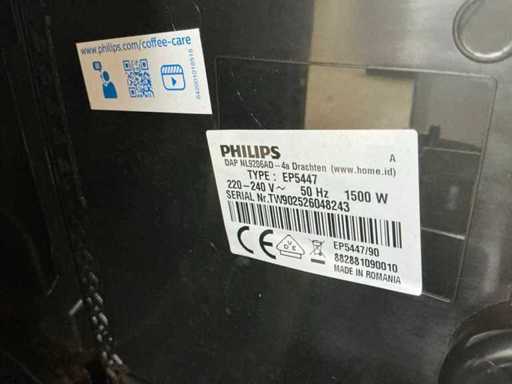 www.philips.com/coffee-care
PHILIPS
A
DAP NL9206AD-4a Drachten (www.home.id)
TYPE : EP5447
220-240 V~ 50 Hz 1500 W
SERIAL Nr.TW902526048243
CE
EP5447/90
882881090010
MADE IN ROMANIA